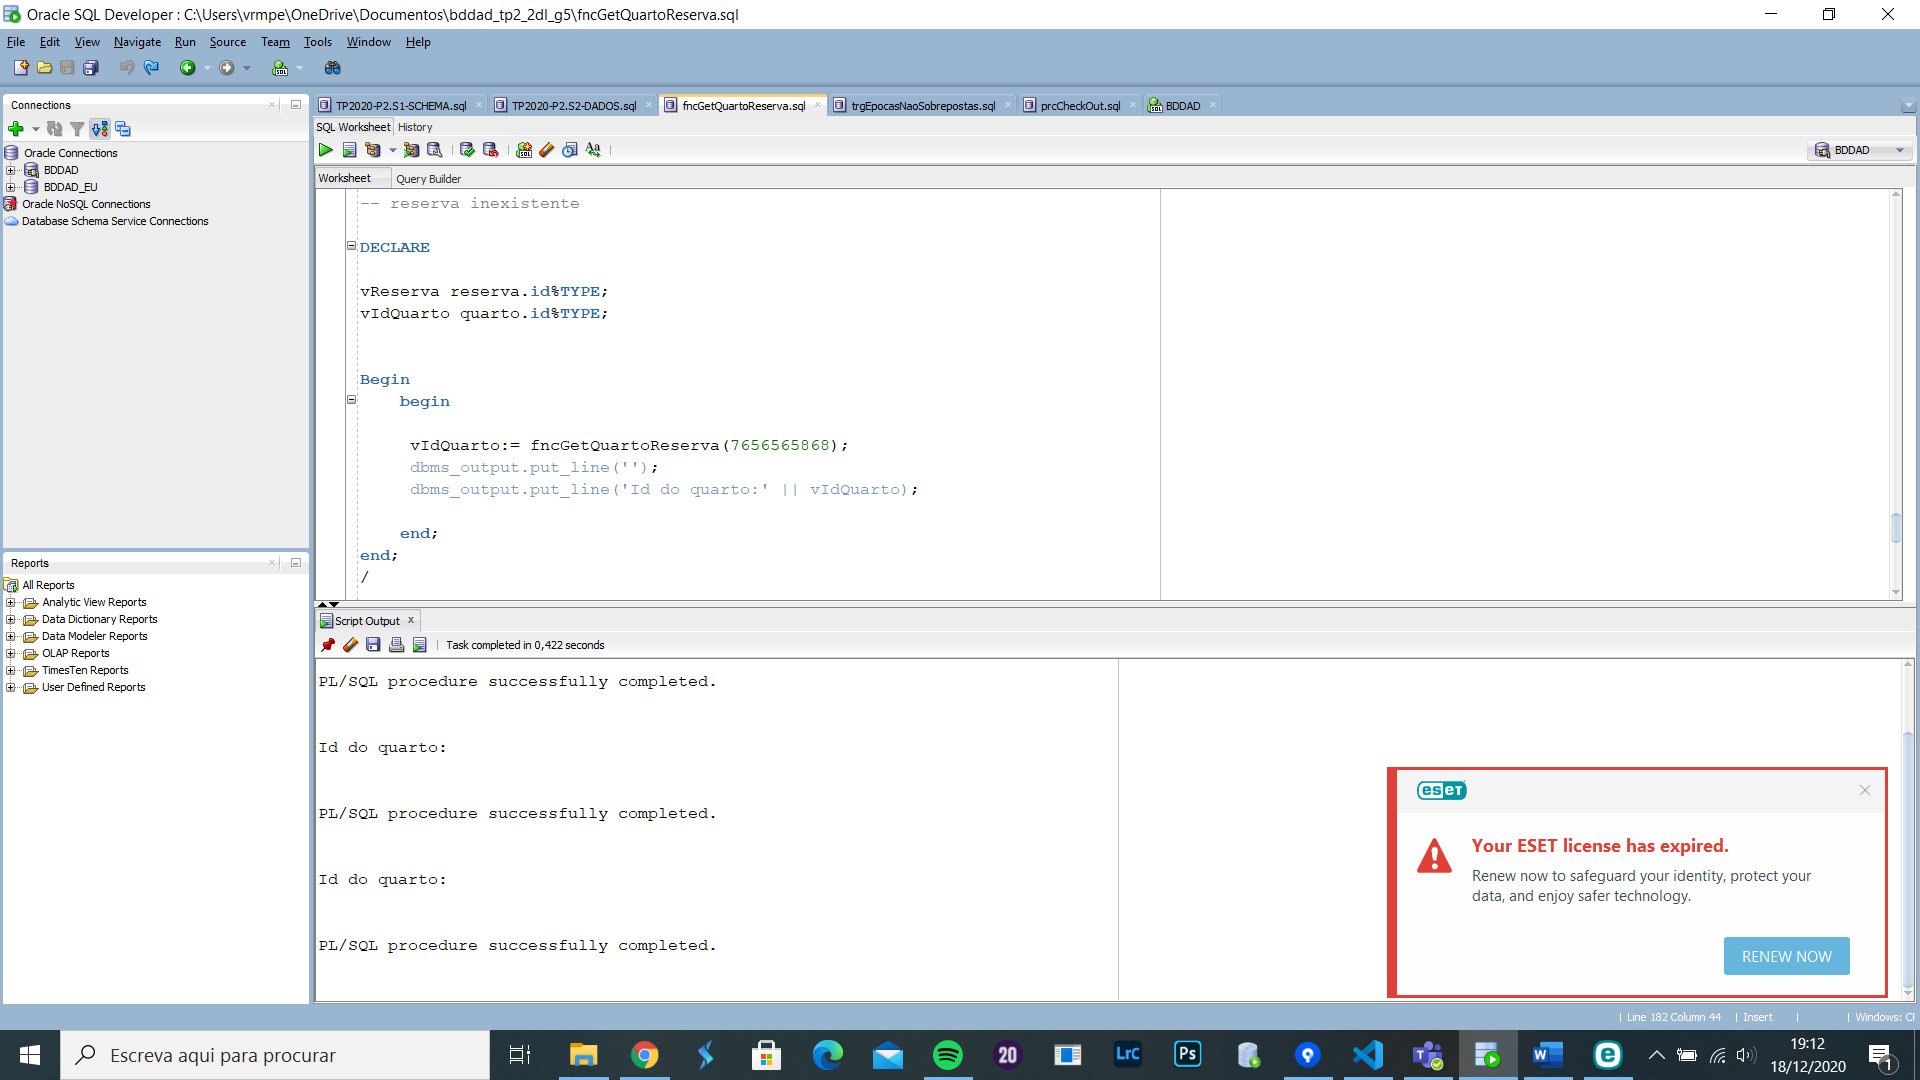 Oracle SQL Developer : C:\Users\vrmpe\OneDrive\Documentos\bddad_tp2_2dl_g5\fncGetQuartoReserva.sql
File Edit View Navigate Run Source Team Tools Window Help
Connections
Oracle Connections
BDDAD
BDDAD_EU
Oracle NoSQL Connections
Database Schema Service Connections
Reports
All Reports
Analytic View Reports
Data Dictionary Reports
Data Modeler Reports
OLAP Reports
TimesTen Reports
User Defined Reports
TP2020-P2.S1-SCHEMA.sql TP2020-P2.S2-DADOS.sql fncGetQuartoReserva.sql trgEpocasNaoSobrepostas.sql prcCheckOut.sql BDDAD
SQL Worksheet History
BDDAD
Worksheet Query Builder
-- reserva inexistente
DECLARE
vReserva reserva.id%TYPE;
vIdQuarto quarto.id%TYPE;
Begin
begin
vIdQuarto:= fncGetQuartoReserva(7656565868);
dbms_output.put_line('');
dbms_output.put_line('Id do quarto:' || vIdQuarto);
end;
end;
/
Script Output
Task completed in 0,422 seconds
PL/SQL procedure successfully completed.
Id do quarto:
PL/SQL procedure successfully completed.
Id do quarto:
PL/SQL procedure successfully completed.
eset
Your ESET license has expired.
Renew now to safeguard your identity, protect your
data, and enjoy safer technology.
RENEW NOW
Line 182 Column 44 | Insert | | Windows: CF
Escreva aqui para procurar
20
LrC
Ps
19:12
18/12/2020
1